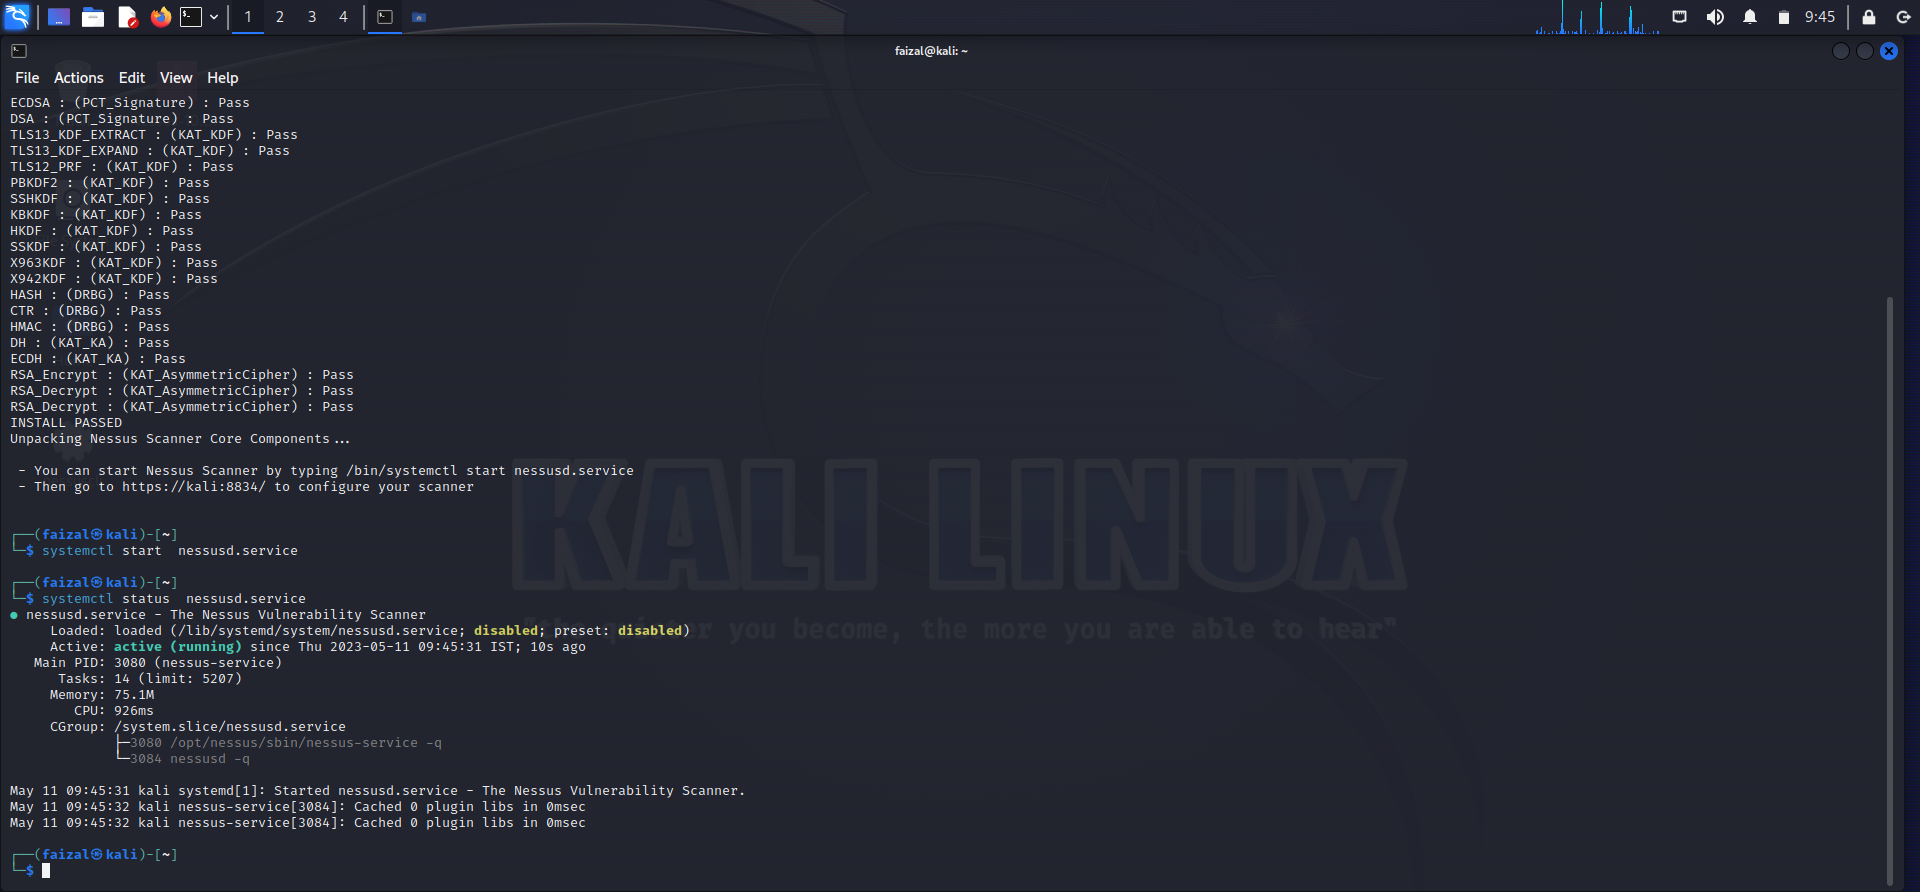 1 2 3 4 9:45
faizal@kali: ~
File Actions Edit View Help
ECDSA : (PCT_Signature) : Pass
DSA : (PCT_Signature) : Pass
TLS13_KDF_EXTRACT : (KAT_KDF) : Pass
TLS13_KDF_EXPAND : (KAT_KDF) : Pass
TLS12_PRF : (KAT_KDF) : Pass
PBKDF2 : (KAT_KDF) : Pass
SSHKDF : (KAT_KDF) : Pass
KBKDF : (KAT_KDF) : Pass
HKDF : (KAT_KDF) : Pass
SSKDF : (KAT_KDF) : Pass
X963KDF : (KAT_KDF) : Pass
X942KDF : (KAT_KDF) : Pass
HASH : (DRBG) : Pass
CTR : (DRBG) : Pass
HMAC : (DRBG) : Pass
DH : (KAT_KA) : Pass
ECDH : (KAT_KA) : Pass
RSA_Encrypt : (KAT_AsymmetricCipher) : Pass
RSA_Decrypt : (KAT_AsymmetricCipher) : Pass
RSA_Decrypt : (KAT_AsymmetricCipher) : Pass
INSTALL PASSED
Unpacking Nessus Scanner Core Components...
- You can start Nessus Scanner by typing /bin/systemctl start nessusd.service
- Then go to https://kali:8834/ to configure your scanner
KALI LINUX
┌──(faizal㉿kali)-[~]
└─$ systemctl start  nessusd.service
┌──(faizal㉿kali)-[~]
└─$ systemctl status  nessusd.service
● nessusd.service - The Nessus Vulnerability Scanner
Loaded: loaded (/lib/systemd/system/nessusd.service; disabled; preset: disabled)
"the quieter you become, the more you are able to hear"
Active: active (running) since Thu 2023-05-11 09:45:31 IST; 10s ago
Main PID: 3080 (nessus-service)
Tasks: 14 (limit: 5207)
Memory: 75.1M
CPU: 926ms
CGroup: /system.slice/nessusd.service
├─3080 /opt/nessus/sbin/nessus-service -q
└─3084 nessusd -q
May 11 09:45:31 kali systemd[1]: Started nessusd.service - The Nessus Vulnerability Scanner.
May 11 09:45:32 kali nessus-service[3084]: Cached 0 plugin libs in 0msec
May 11 09:45:32 kali nessus-service[3084]: Cached 0 plugin libs in 0msec
┌──(faizal㉿kali)-[~]
└─$